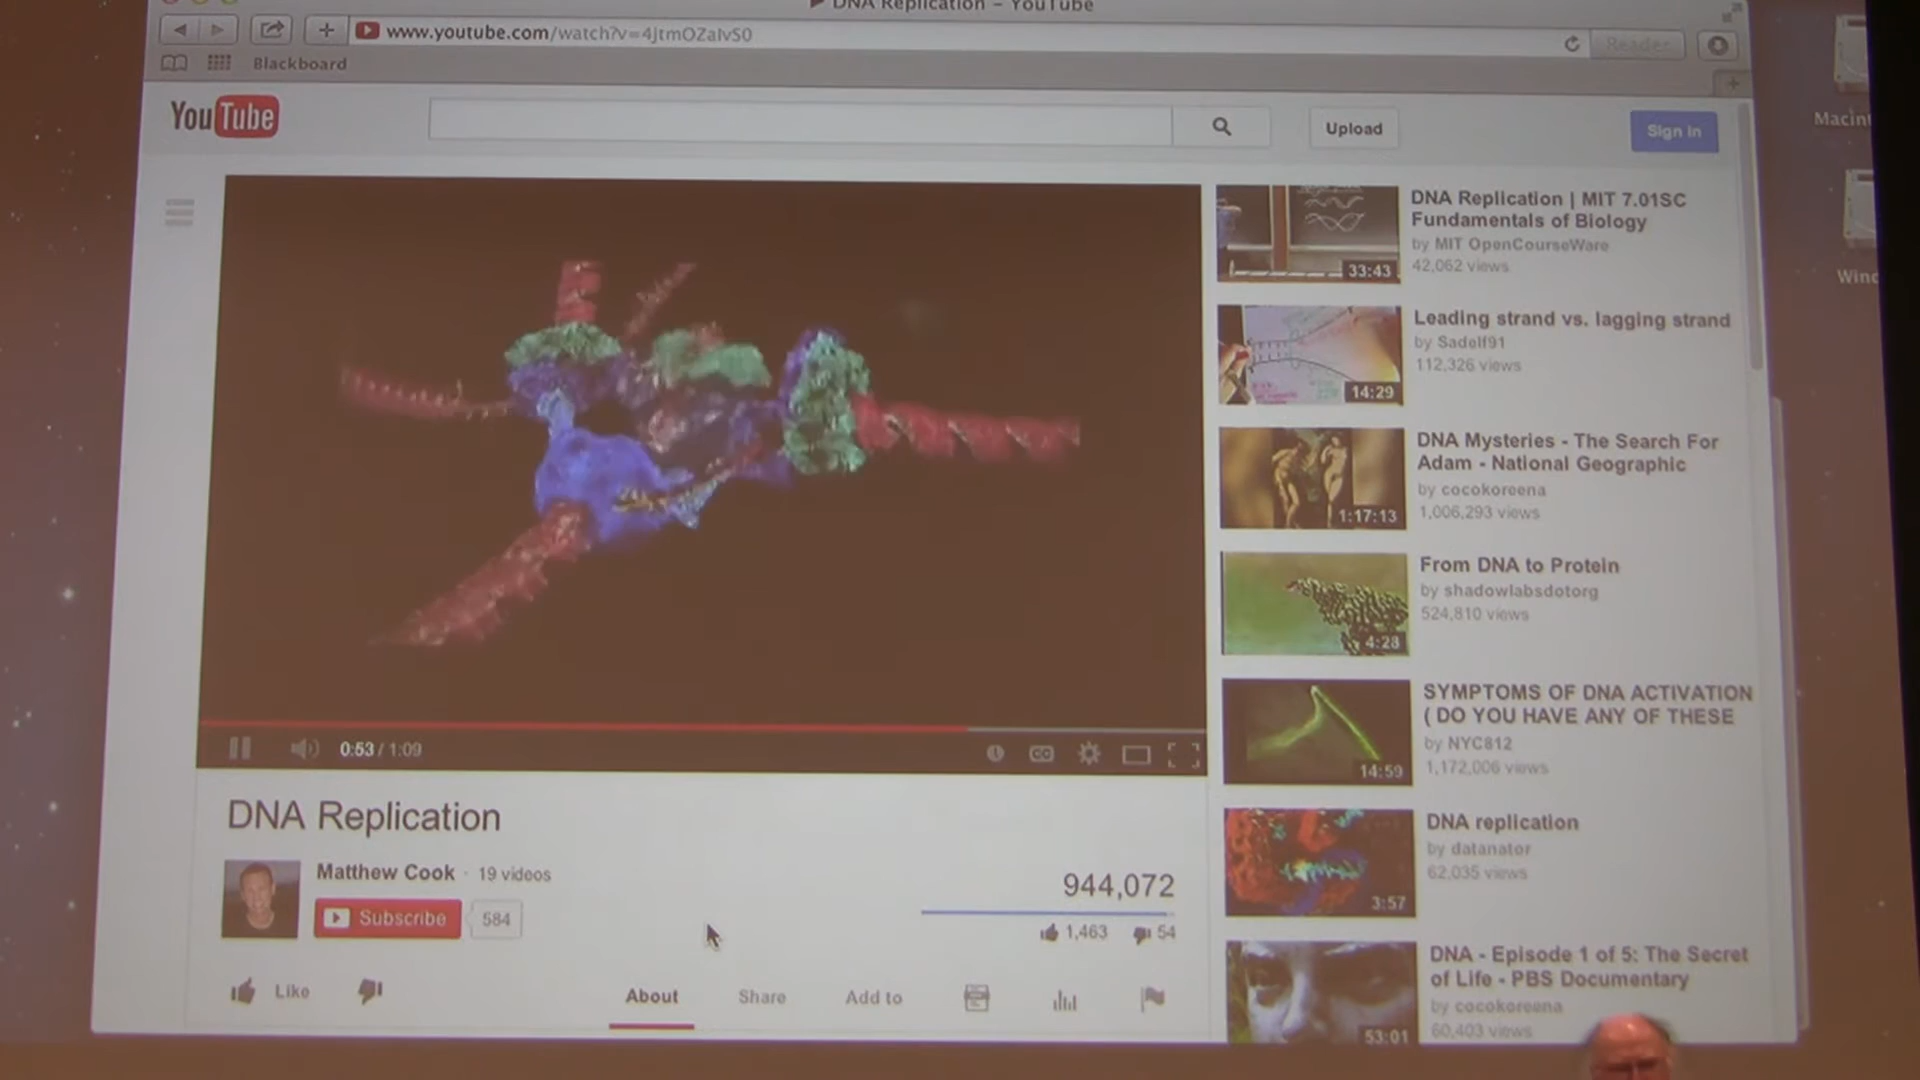 DNA Replication – YouTube
www.youtube.com/watch?v=4jtmOZaIvS0
Reader
Blackboard
YouTube
Upload
Sign in
0:53 / 1:09
DNA Replication
Matthew Cook · 19 videos
Subscribe
584
944,072
1,463
54
Like
About
Share
Add to
33:43
DNA Replication | MIT 7.01SC
Fundamentals of Biology
by MIT OpenCourseWare
42,062 views
14:29
Leading strand vs. lagging strand
by Sadelf91
112,326 views
1:17:13
DNA Mysteries - The Search For
Adam - National Geographic
by cocokoreena
1,006,293 views
4:28
From DNA to Protein
by shadowlabsdotorg
524,810 views
14:59
SYMPTOMS OF DNA ACTIVATION
( DO YOU HAVE ANY OF THESE
by NYC812
1,172,006 views
3:57
DNA replication
by datanator
62,035 views
53:01
DNA - Episode 1 of 5: The Secret
of Life - PBS Documentary
by cocokoreena
60,403 views
Macint
Wind